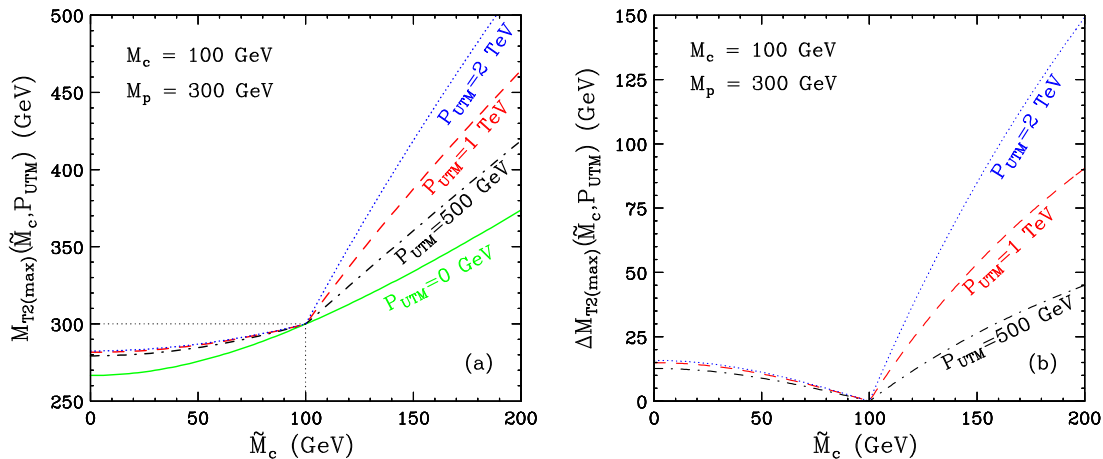 M_c = 100 GeV
M_p = 300 GeV
P_UTM=2 TeV
P_UTM=1 TeV
P_UTM=500 GeV
P_UTM=0 GeV
(a)
M_T2(max)(M̃_c,P_UTM) (GeV)
500
450
400
350
300
250
0
50
100
150
200
M̃_c (GeV)
M_c = 100 GeV
M_p = 300 GeV
P_UTM=2 TeV
P_UTM=1 TeV
P_UTM=500 GeV
(b)
ΔM_T2(max)(M̃_c,P_UTM) (GeV)
150
125
100
75
50
25
0
0
50
100
150
200
M̃_c (GeV)